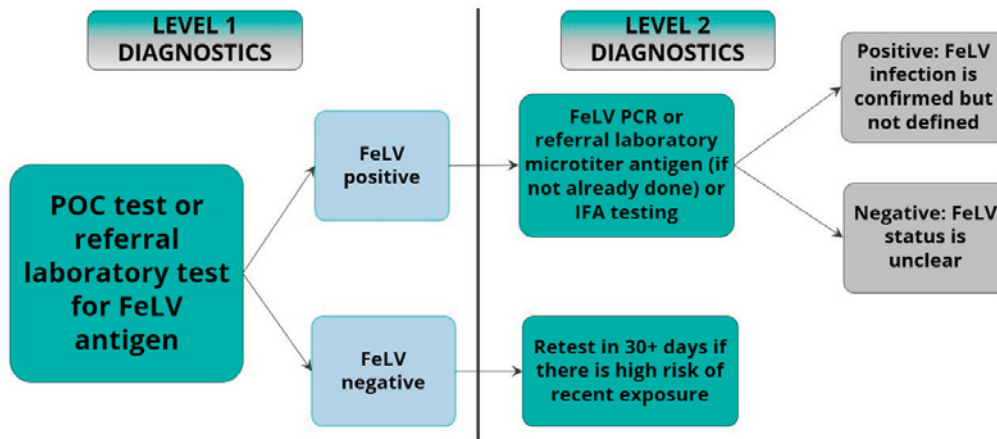 LEVEL 1
DIAGNOSTICS
LEVEL 2
DIAGNOSTICS
POC test or
referral
laboratory test
for FeLV
antigen
FeLV
positive
FeLV
negative
FeLV PCR or
referral laboratory
microtiter antigen (if
not already done) or
IFA testing
Retest in 30+ days if
there is high risk of
recent exposure
Positive: FeLV
infection is
confirmed but
not defined
Negative: FeLV
status is
unclear